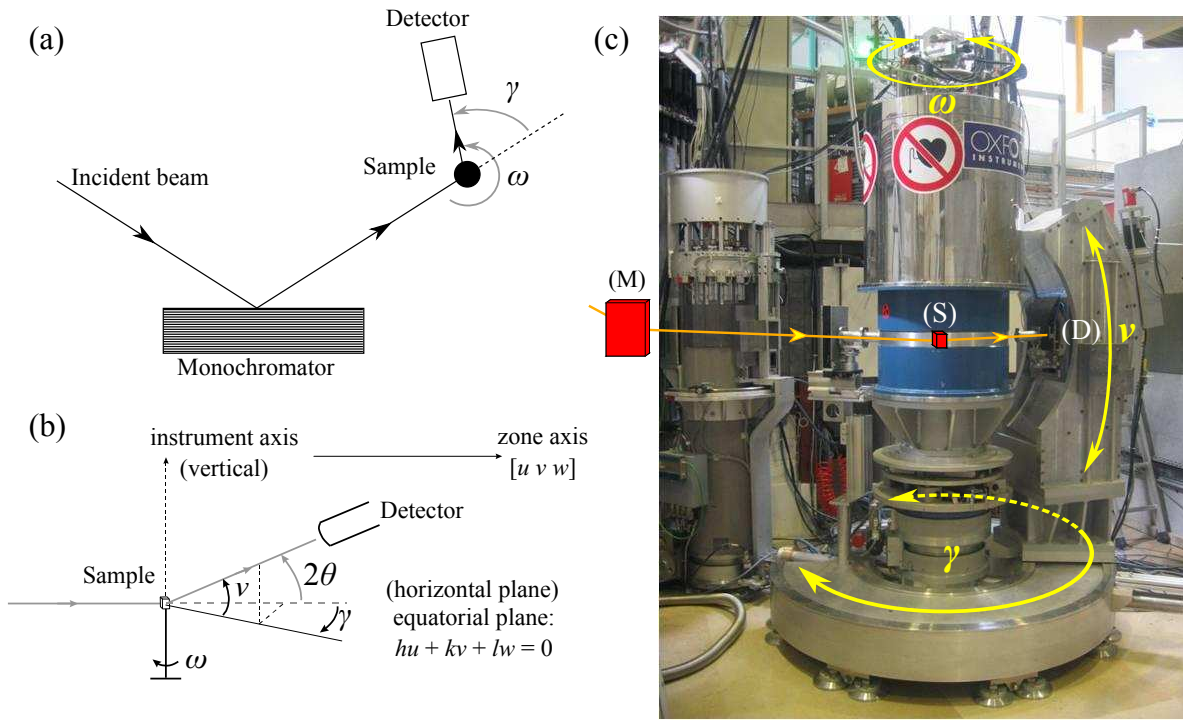 (a)
Detector
γ
Sample
ω
Incident beam
Monochromator
(b)
instrument axis
(vertical)
zone axis
[u v w]
Detector
Sample
ν
2θ
γ
ω
(horizontal plane)
equatorial plane:
hu + kv + lw = 0
(c)
ω
OXFO
INSTRUM
(M)
(S)
(D)
ν
γ